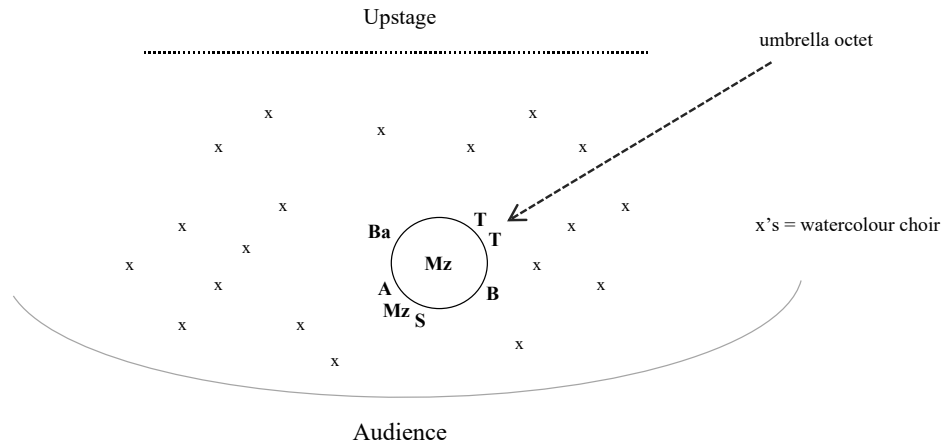 Upstage
umbrella octet
x x
x
x x x
x x
T
x x x's = watercolour choir
Ba T
x
x Mz x
x A B x
Mz S
x x
x
x
Audience